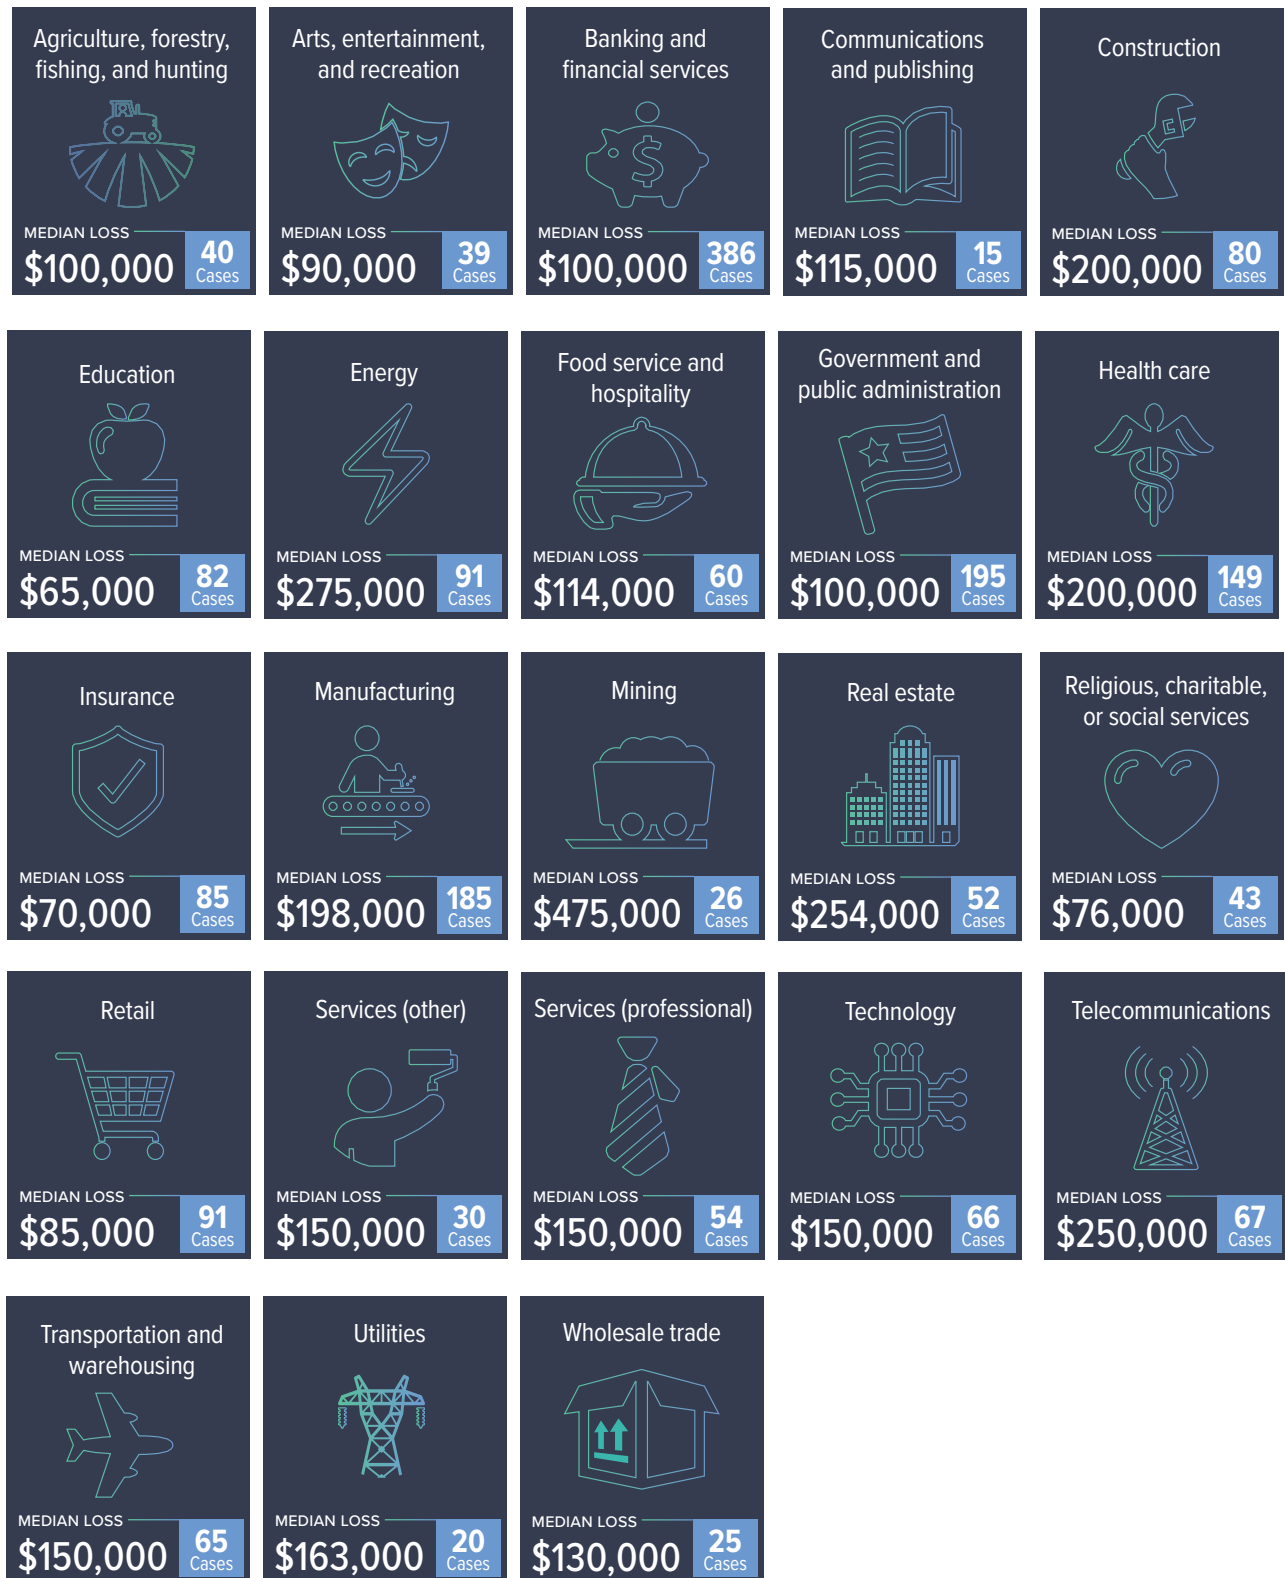 Agriculture, forestry,
fishing, and hunting
MEDIAN LOSS
$100,000
40
Cases
Arts, entertainment,
and recreation
MEDIAN LOSS
$90,000
39
Cases
Banking and
financial services
$
MEDIAN LOSS
$100,000
386
Cases
Communications
and publishing
MEDIAN LOSS
$115,000
15
Cases
Construction
MEDIAN LOSS
$200,000
80
Cases
Education
MEDIAN LOSS
$65,000
82
Cases
Energy
MEDIAN LOSS
$275,000
91
Cases
Food service and
hospitality
MEDIAN LOSS
$114,000
60
Cases
Government and
public administration
MEDIAN LOSS
$100,000
195
Cases
Health care
MEDIAN LOSS
$200,000
149
Cases
Insurance
MEDIAN LOSS
$70,000
85
Cases
Manufacturing
MEDIAN LOSS
$198,000
185
Cases
Mining
MEDIAN LOSS
$475,000
26
Cases
Real estate
MEDIAN LOSS
$254,000
52
Cases
Religious, charitable,
or social services
MEDIAN LOSS
$76,000
43
Cases
Retail
MEDIAN LOSS
$85,000
91
Cases
Services (other)
MEDIAN LOSS
$150,000
30
Cases
Services (professional)
MEDIAN LOSS
$150,000
54
Cases
Technology
MEDIAN LOSS
$150,000
66
Cases
Telecommunications
MEDIAN LOSS
$250,000
67
Cases
Transportation and
warehousing
MEDIAN LOSS
$150,000
65
Cases
Utilities
MEDIAN LOSS
$163,000
20
Cases
Wholesale trade
MEDIAN LOSS
$130,000
25
Cases